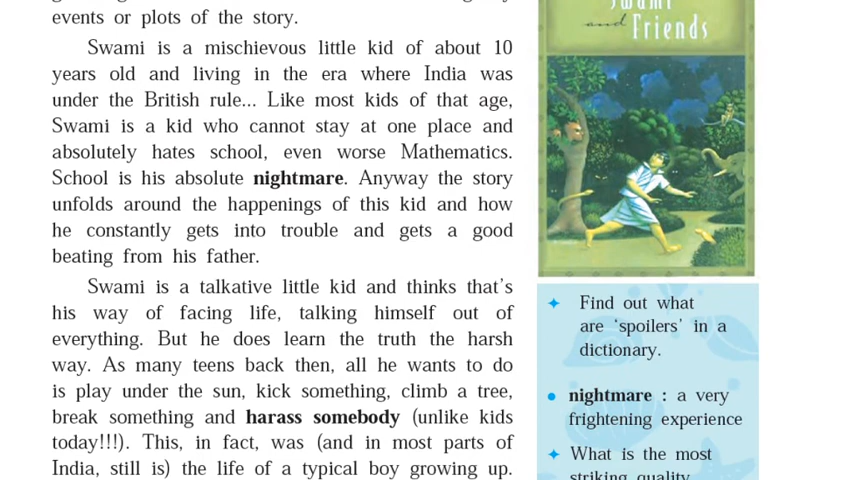 events or plots of the story.
Swami is a mischievous little kid of about 10
years old and living in the era where India was
under the British rule... Like most kids of that age,
Swami is a kid who cannot stay at one place and
absolutely hates school, even worse Mathematics.
School is his absolute nightmare. Anyway the story
unfolds around the happenings of this kid and how
he constantly gets into trouble and gets a good
beating from his father.
Swami is a talkative little kid and thinks that's
his way of facing life, talking himself out of
everything. But he does learn the truth the harsh
way. As many teens back then, all he wants to do
is play under the sun, kick something, climb a tree,
break something and harass somebody (unlike kids
today!!!). This, in fact, was (and in most parts of
India, still is) the life of a typical boy growing up.
Swami
and Friends
✦ Find out what
are ‘spoilers’ in a
dictionary.
● nightmare : a very
frightening experience
✦ What is the most
striking quality